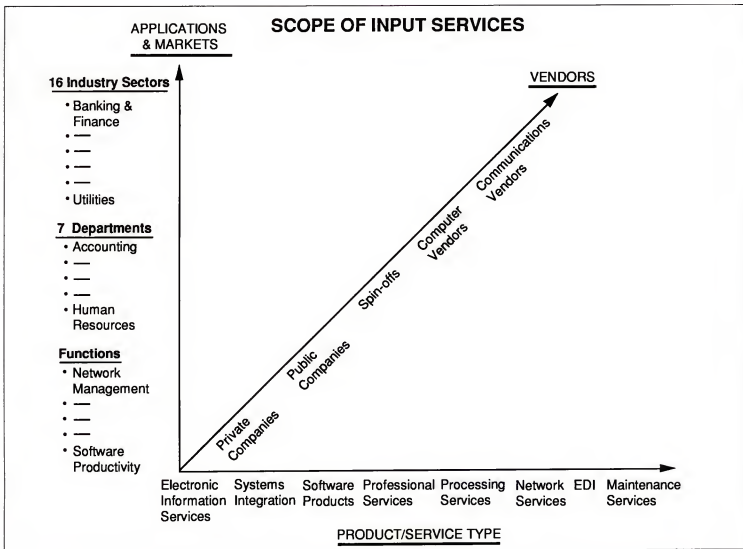 SCOPE OF INPUT SERVICES
APPLICATIONS
& MARKETS
16 Industry Sectors
• Banking &
Finance
• —
• —
• —
• —
• Utilities
7 Departments
• Accounting
• —
• —
• —
• Human
Resources
Functions
• Network
Management
• —
• —
• —
• Software
Productivity
VENDORS
Communications
Vendors
Computer
Vendors
Spin-offs
Public
Companies
Private
Companies
Electronic
Information
Services
Systems
Integration
Software
Products
Professional
Services
Processing
Services
Network
Services
EDI
Maintenance
Services
PRODUCT/SERVICE TYPE